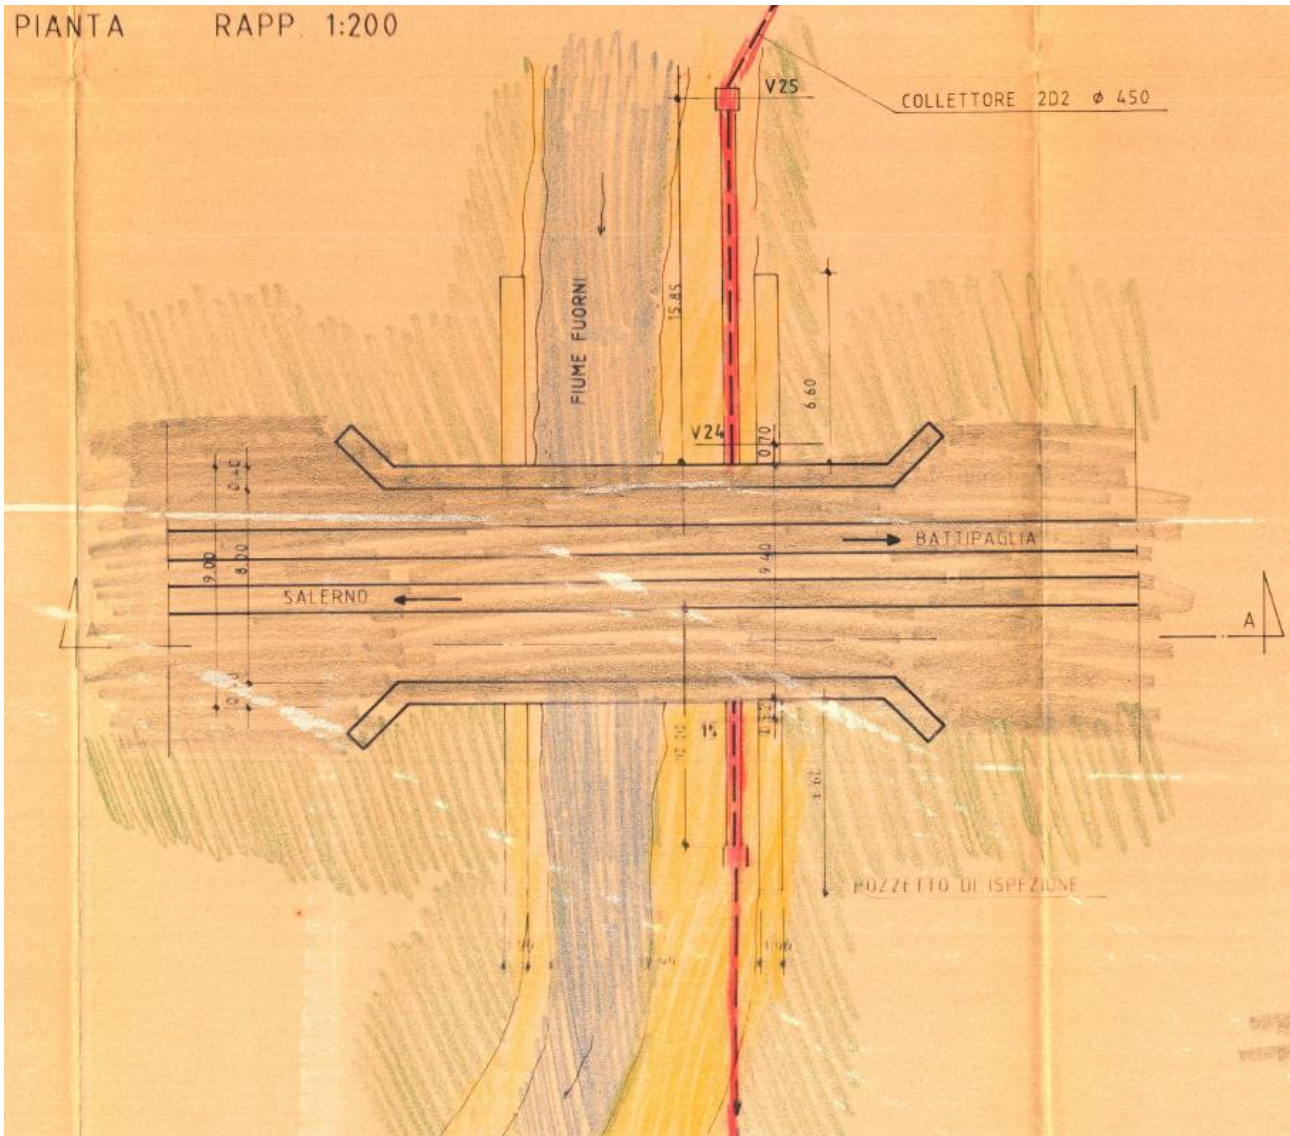 PIANTA RAPP. 1:200
V25
COLLETTORE 2D2 φ 450
FIUME FUORNI
15.85
6.60
V24
0.70
0.40
9.00
8.20
9.40
BATTIPAGLIA
SALERNO
A
15
POZZETTO DI ISPEZIONE